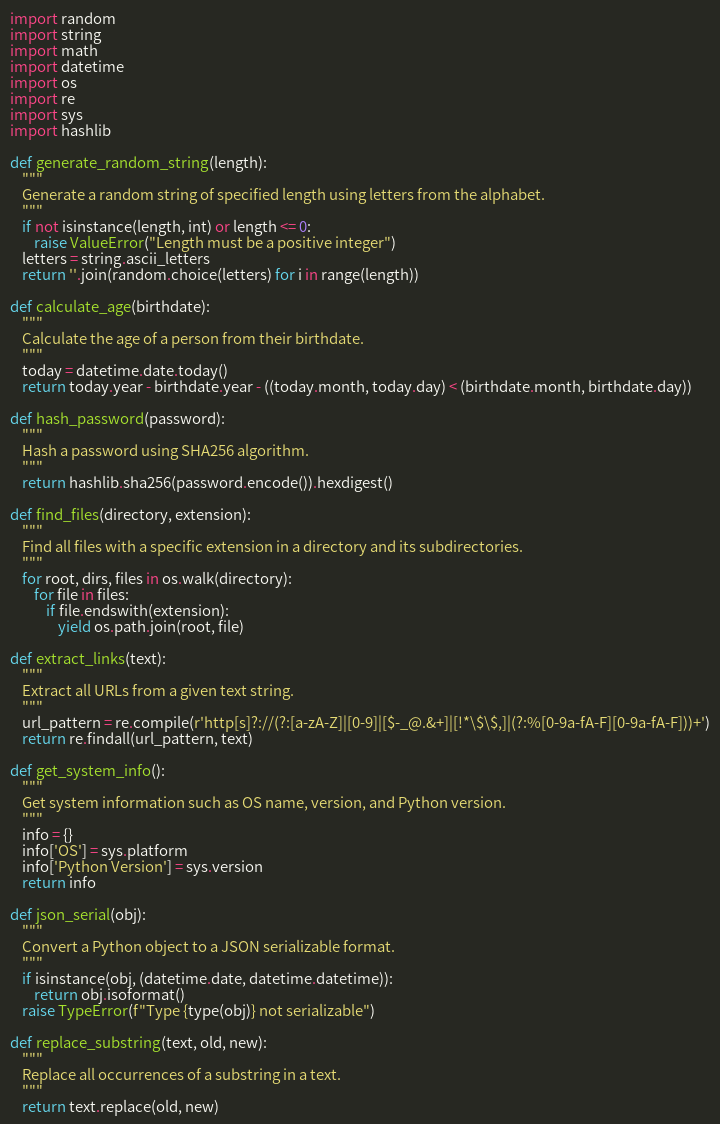 import random
import string
import math
import datetime
import os
import re
import sys
import hashlib

def generate_random_string(length):
    """
    Generate a random string of specified length using letters from the alphabet.
    """
    if not isinstance(length, int) or length <= 0:
        raise ValueError("Length must be a positive integer")
    letters = string.ascii_letters
    return ''.join(random.choice(letters) for i in range(length))

def calculate_age(birthdate):
    """
    Calculate the age of a person from their birthdate.
    """
    today = datetime.date.today()
    return today.year - birthdate.year - ((today.month, today.day) < (birthdate.month, birthdate.day))

def hash_password(password):
    """
    Hash a password using SHA256 algorithm.
    """
    return hashlib.sha256(password.encode()).hexdigest()

def find_files(directory, extension):
    """
    Find all files with a specific extension in a directory and its subdirectories.
    """
    for root, dirs, files in os.walk(directory):
        for file in files:
            if file.endswith(extension):
                yield os.path.join(root, file)

def extract_links(text):
    """
    Extract all URLs from a given text string.
    """
    url_pattern = re.compile(r'http[s]?://(?:[a-zA-Z]|[0-9]|[$-_@.&+]|[!*\$\$,]|(?:%[0-9a-fA-F][0-9a-fA-F]))+')
    return re.findall(url_pattern, text)

def get_system_info():
    """
    Get system information such as OS name, version, and Python version.
    """
    info = {}
    info['OS'] = sys.platform
    info['Python Version'] = sys.version
    return info

def json_serial(obj):
    """
    Convert a Python object to a JSON serializable format.
    """
    if isinstance(obj, (datetime.date, datetime.datetime)):
        return obj.isoformat()
    raise TypeError(f"Type {type(obj)} not serializable")

def replace_substring(text, old, new):
    """
    Replace all occurrences of a substring in a text.
    """
    return text.replace(old, new)